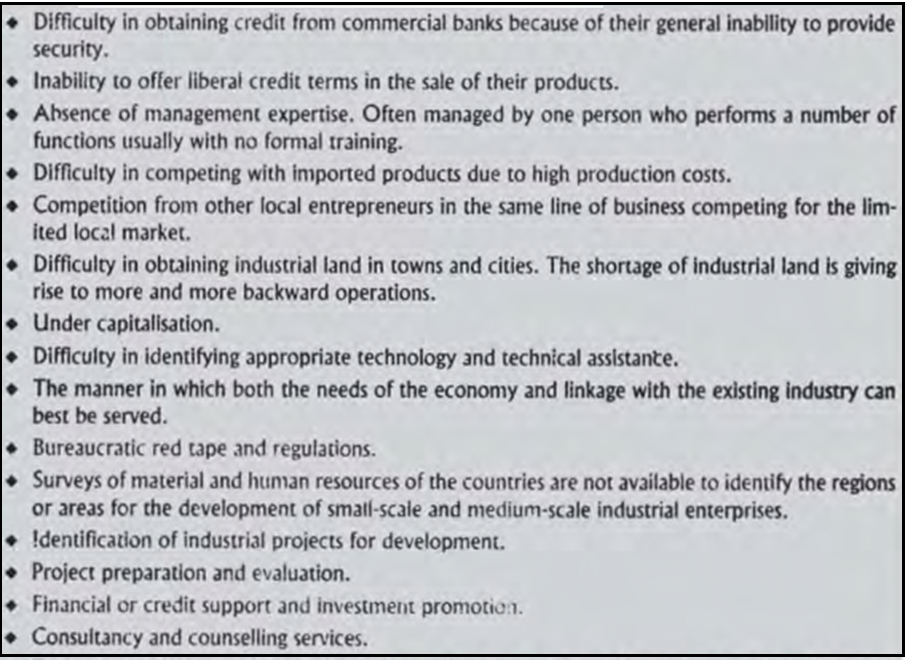 ◆ Difficulty in obtaining credit from commercial banks because of their general inability to provide
security.
◆ Inability to offer liberal credit terms in the sale of their products.
◆ Absence of management expertise. Often managed by one person who performs a number of
functions usually with no formal training.
◆ Difficulty in competing with imported products due to high production costs.
◆ Competition from other local entrepreneurs in the same line of business competing for the lim-
ited local market.
◆ Difficulty in obtaining industrial land in towns and cities. The shortage of industrial land is giving
rise to more and more backward operations.
◆ Under capitalisation.
◆ Difficulty in identifying appropriate technology and technical assistance.
◆ The manner in which both the needs of the economy and linkage with the existing industry can
best be served.
◆ Bureaucratic red tape and regulations.
◆ Surveys of material and human resources of the countries are not available to identify the regions
or areas for the development of small-scale and medium-scale industrial enterprises.
◆ Identification of industrial projects for development.
◆ Project preparation and evaluation.
◆ Financial or credit support and investment promotion.
◆ Consultancy and counselling services.